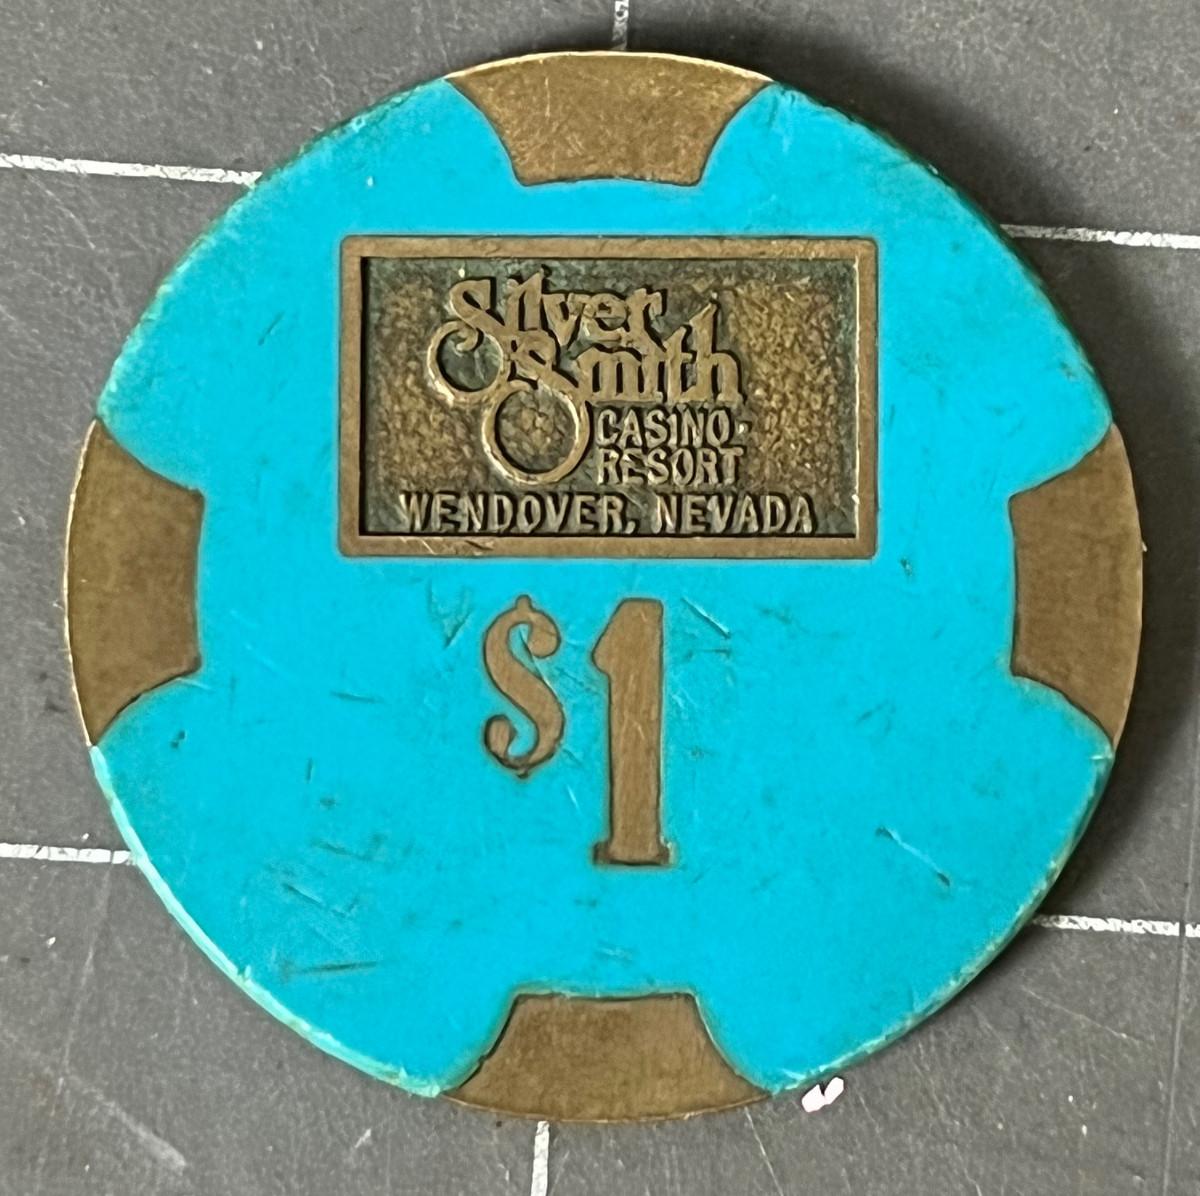 Silver
Smith
CASINO·
RESORT
WENDOVER, NEVADA
$1